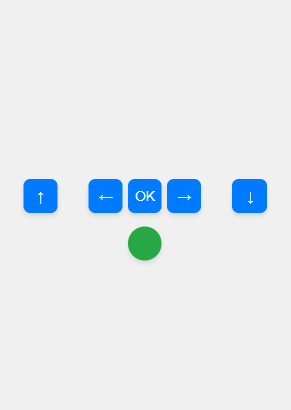 ↑ ← OK → ↓